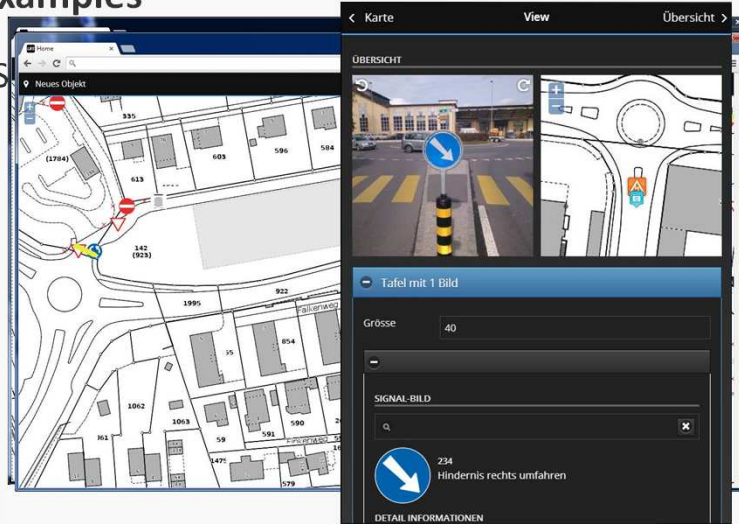 xamples
S
Home
Neues Objekt
335
(1784)
603
596
584
613
142
(923)
1995
922
Falkenweg
55
854
1062
1063
361
59
591
590
1475
579
Karte
View
Übersicht
ÜBERSICHT
Tafel mit 1 Bild
Grösse
40
SIGNAL-BILD
234
Hindernis rechts umfahren
DETAIL INFORMATIONEN